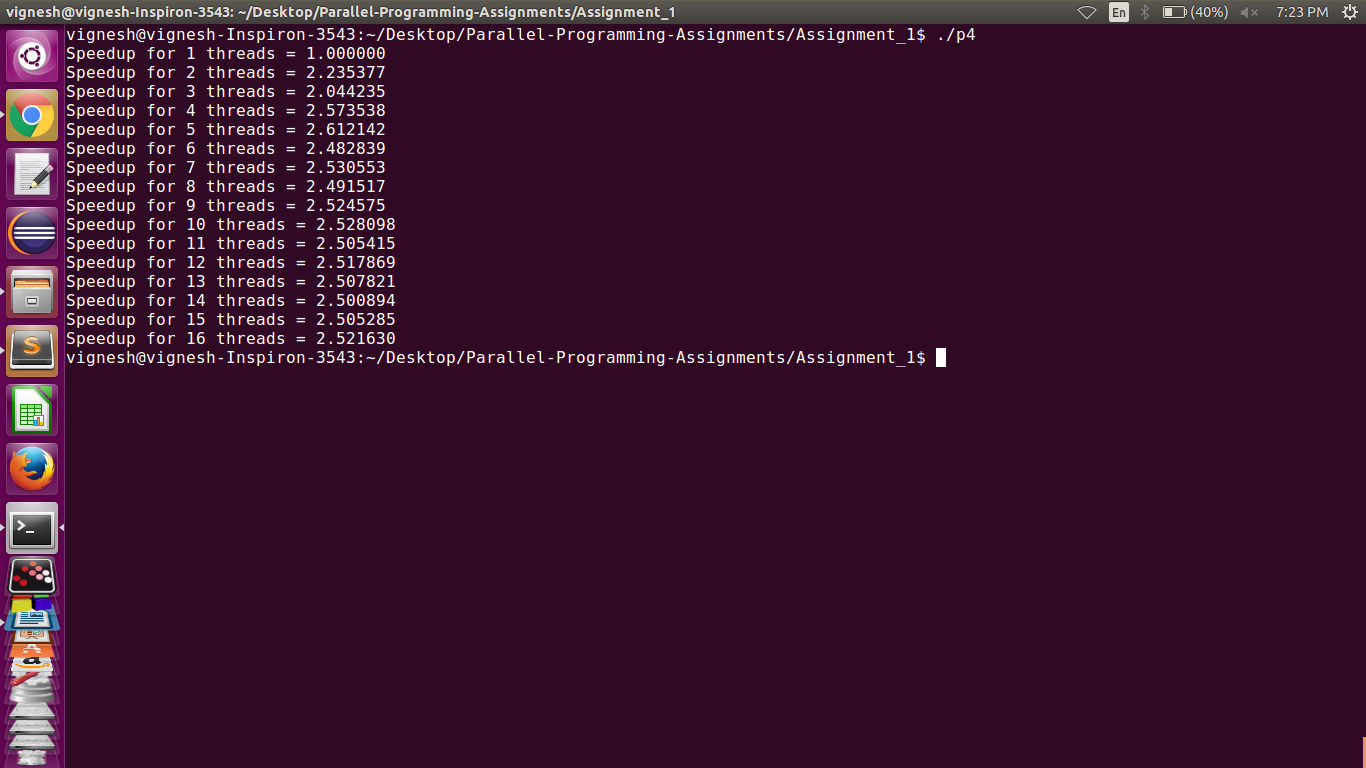 vignesh@vignesh-Inspiron-3543: ~/Desktop/Parallel-Programming-Assignments/Assignment_1
En (40%) 7:23 PM
vignesh@vignesh-Inspiron-3543:~/Desktop/Parallel-Programming-Assignments/Assignment_1$ ./p4
Speedup for 1 threads = 1.000000
Speedup for 2 threads = 2.235377
Speedup for 3 threads = 2.044235
Speedup for 4 threads = 2.573538
Speedup for 5 threads = 2.612142
Speedup for 6 threads = 2.482839
Speedup for 7 threads = 2.530553
Speedup for 8 threads = 2.491517
Speedup for 9 threads = 2.524575
Speedup for 10 threads = 2.528098
Speedup for 11 threads = 2.505415
Speedup for 12 threads = 2.517869
Speedup for 13 threads = 2.507821
Speedup for 14 threads = 2.500894
Speedup for 15 threads = 2.505285
Speedup for 16 threads = 2.521630
vignesh@vignesh-Inspiron-3543:~/Desktop/Parallel-Programming-Assignments/Assignment_1$